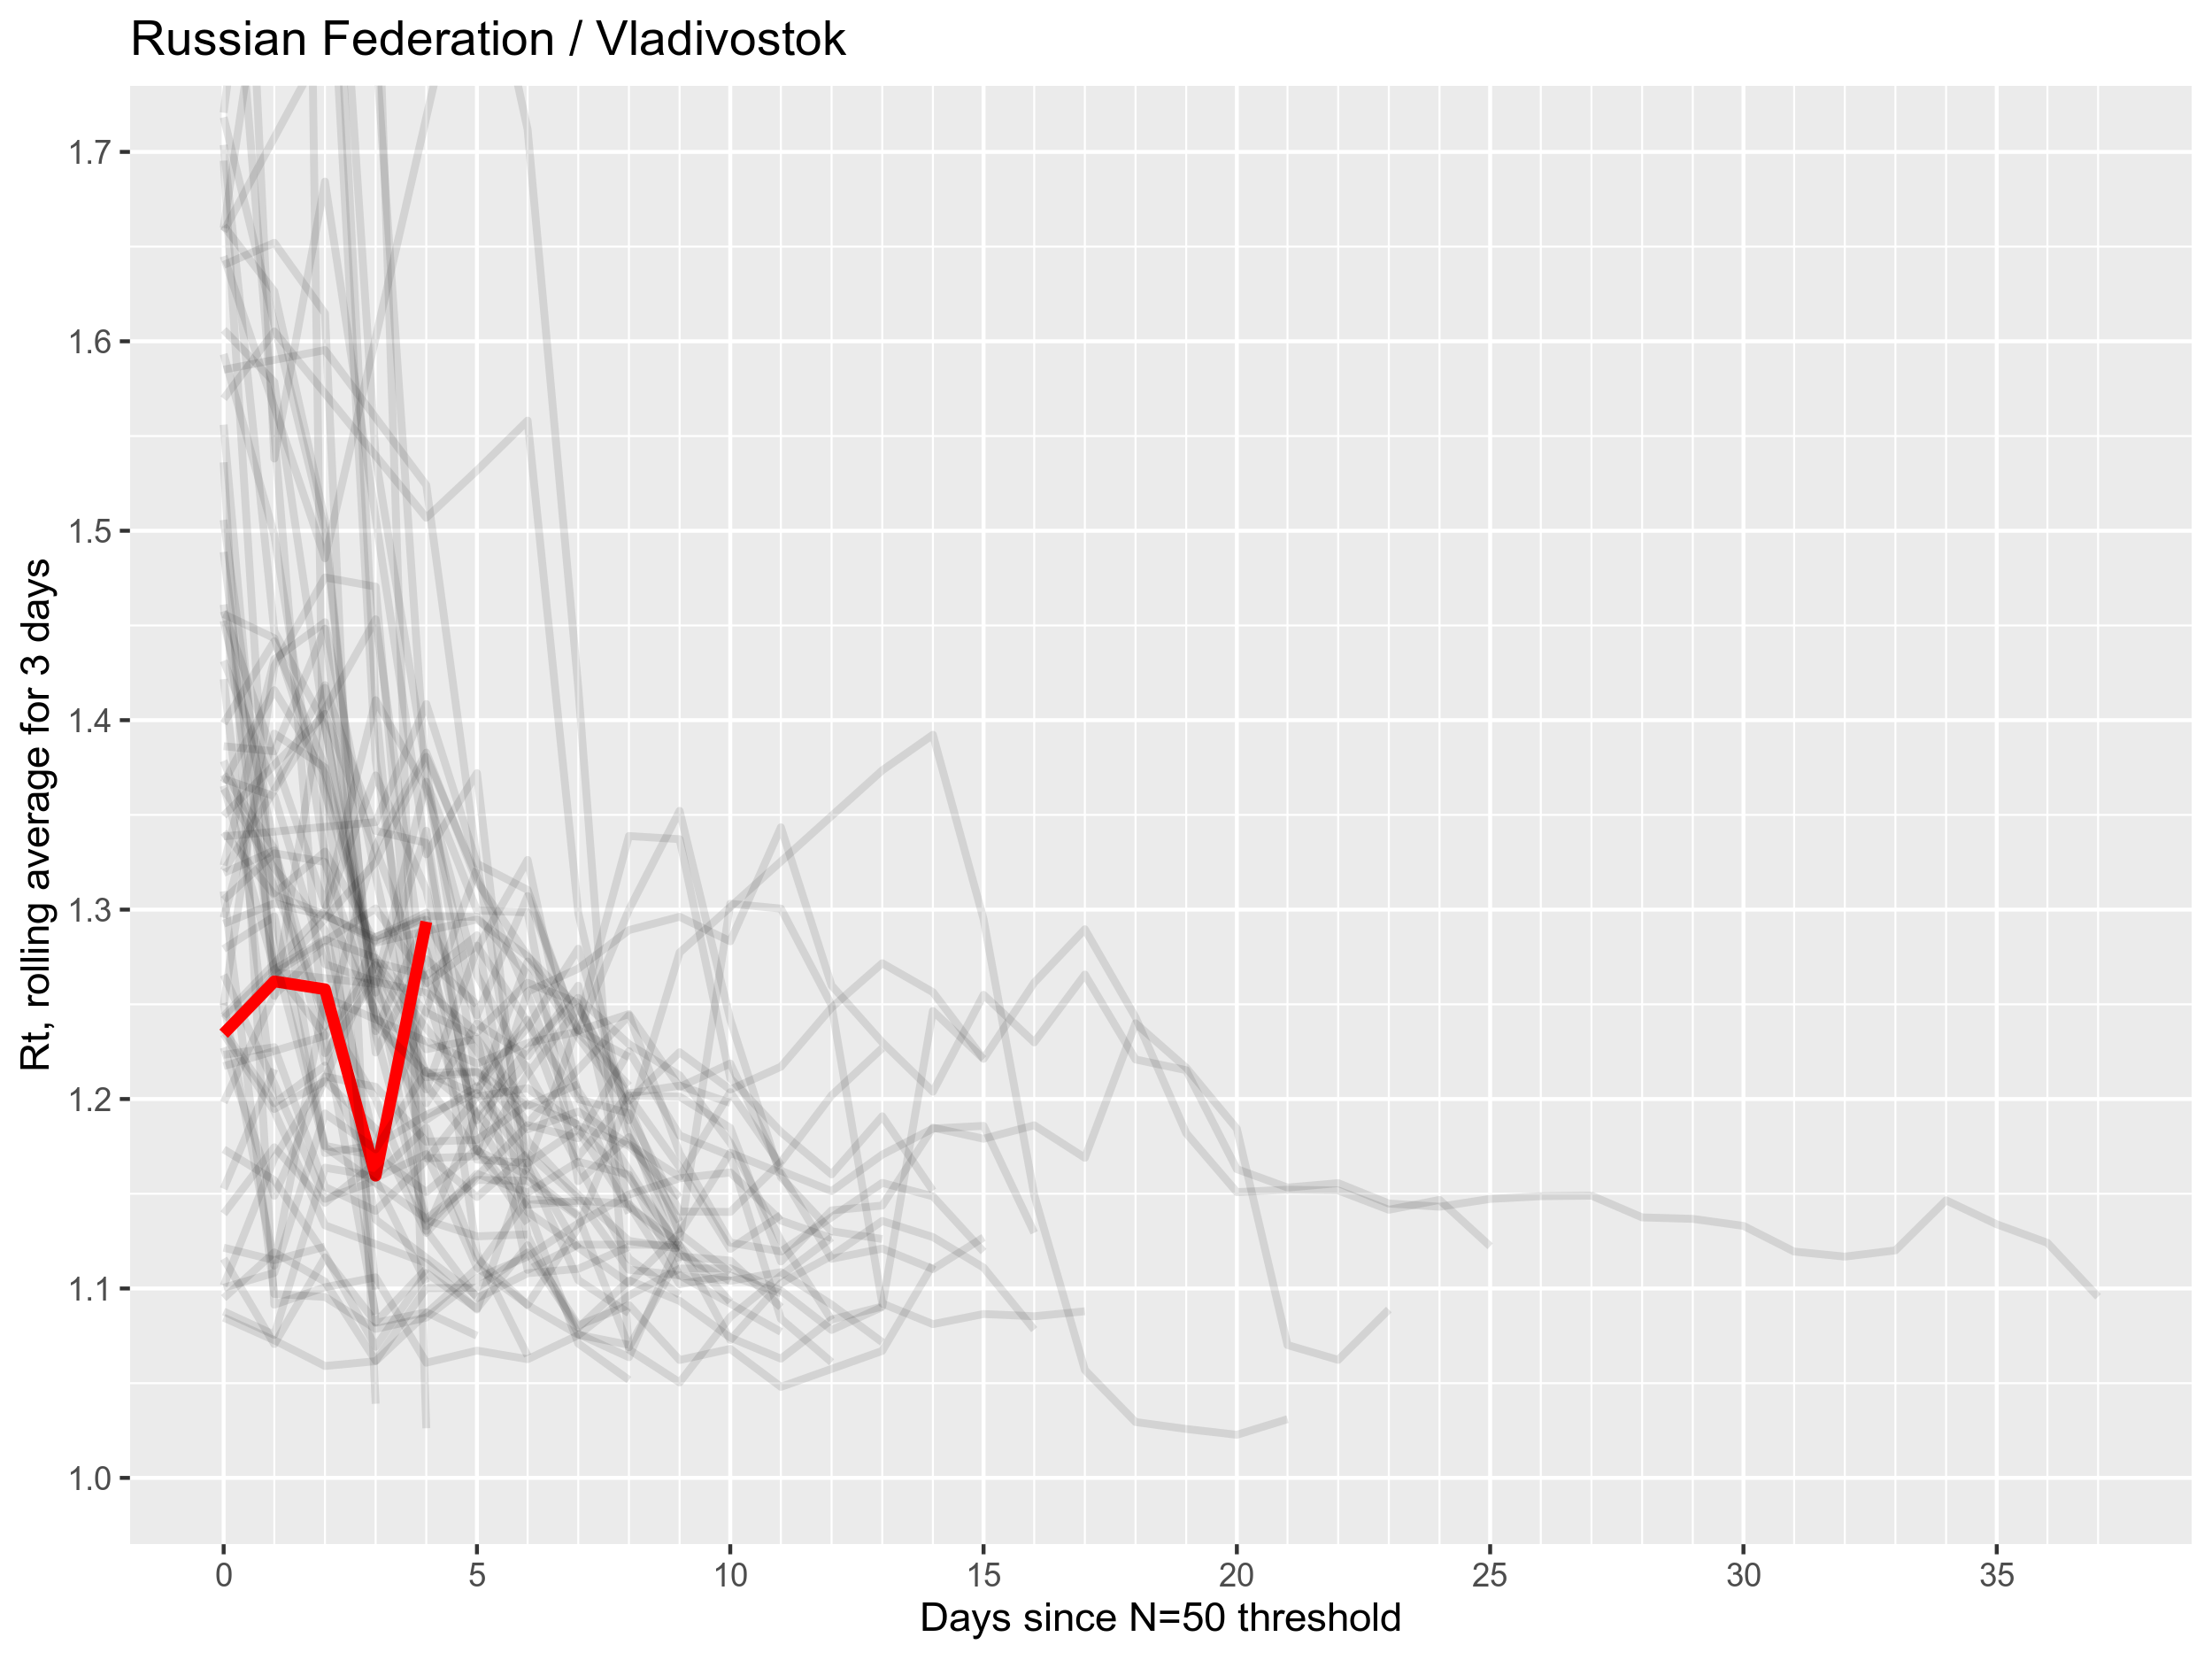 Russian Federation / Vladivostok
Rt, rolling average for 3 days
1.7
1.6
1.5
1.4
1.3
1.2
1.1
1.0
0 5 10 15 20 25 30 35
Days since N=50 threshold